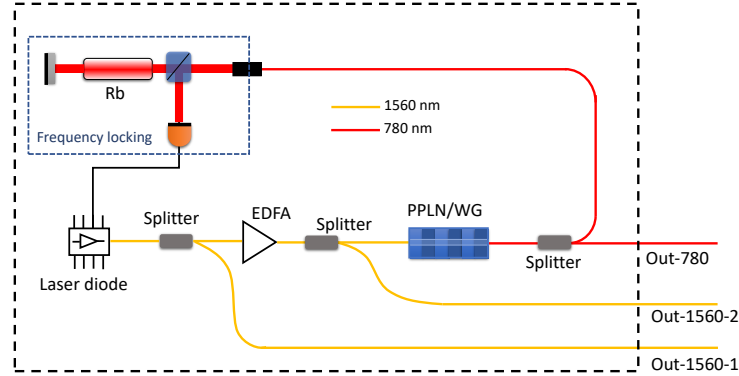 Rb
Frequency locking
1560 nm
780 nm
Splitter
EDFA
Splitter
PPLN/WG
Laser diode
Splitter
Out-780
Out-1560-2
Out-1560-1